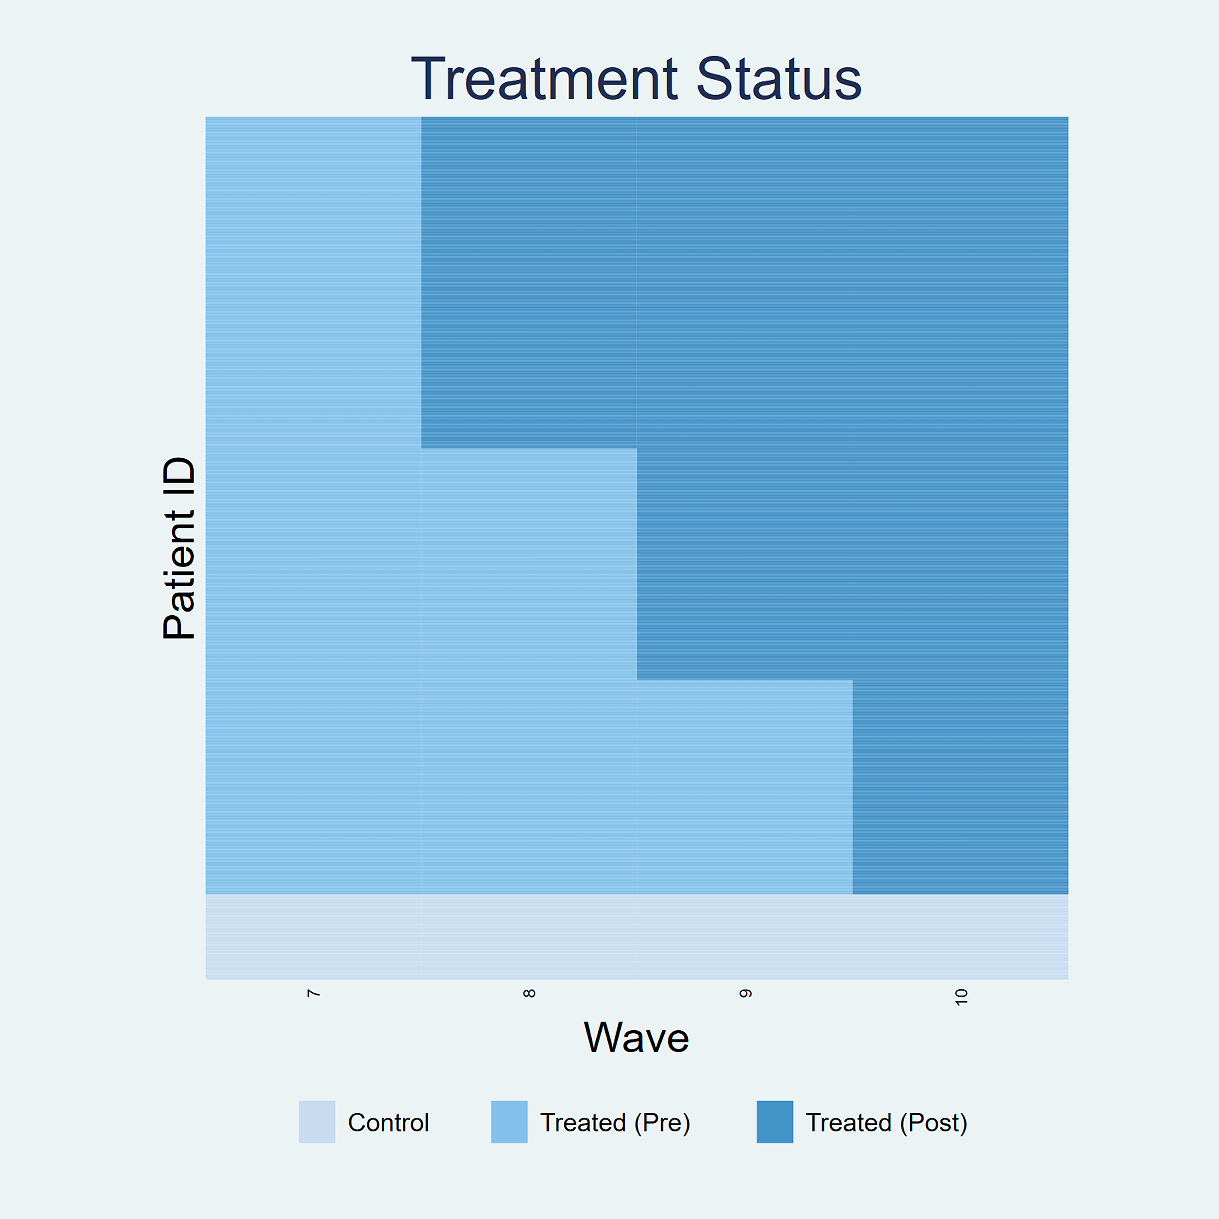 Treatment Status
Patient ID
7
8
9
10
Wave
Control
Treated (Pre)
Treated (Post)